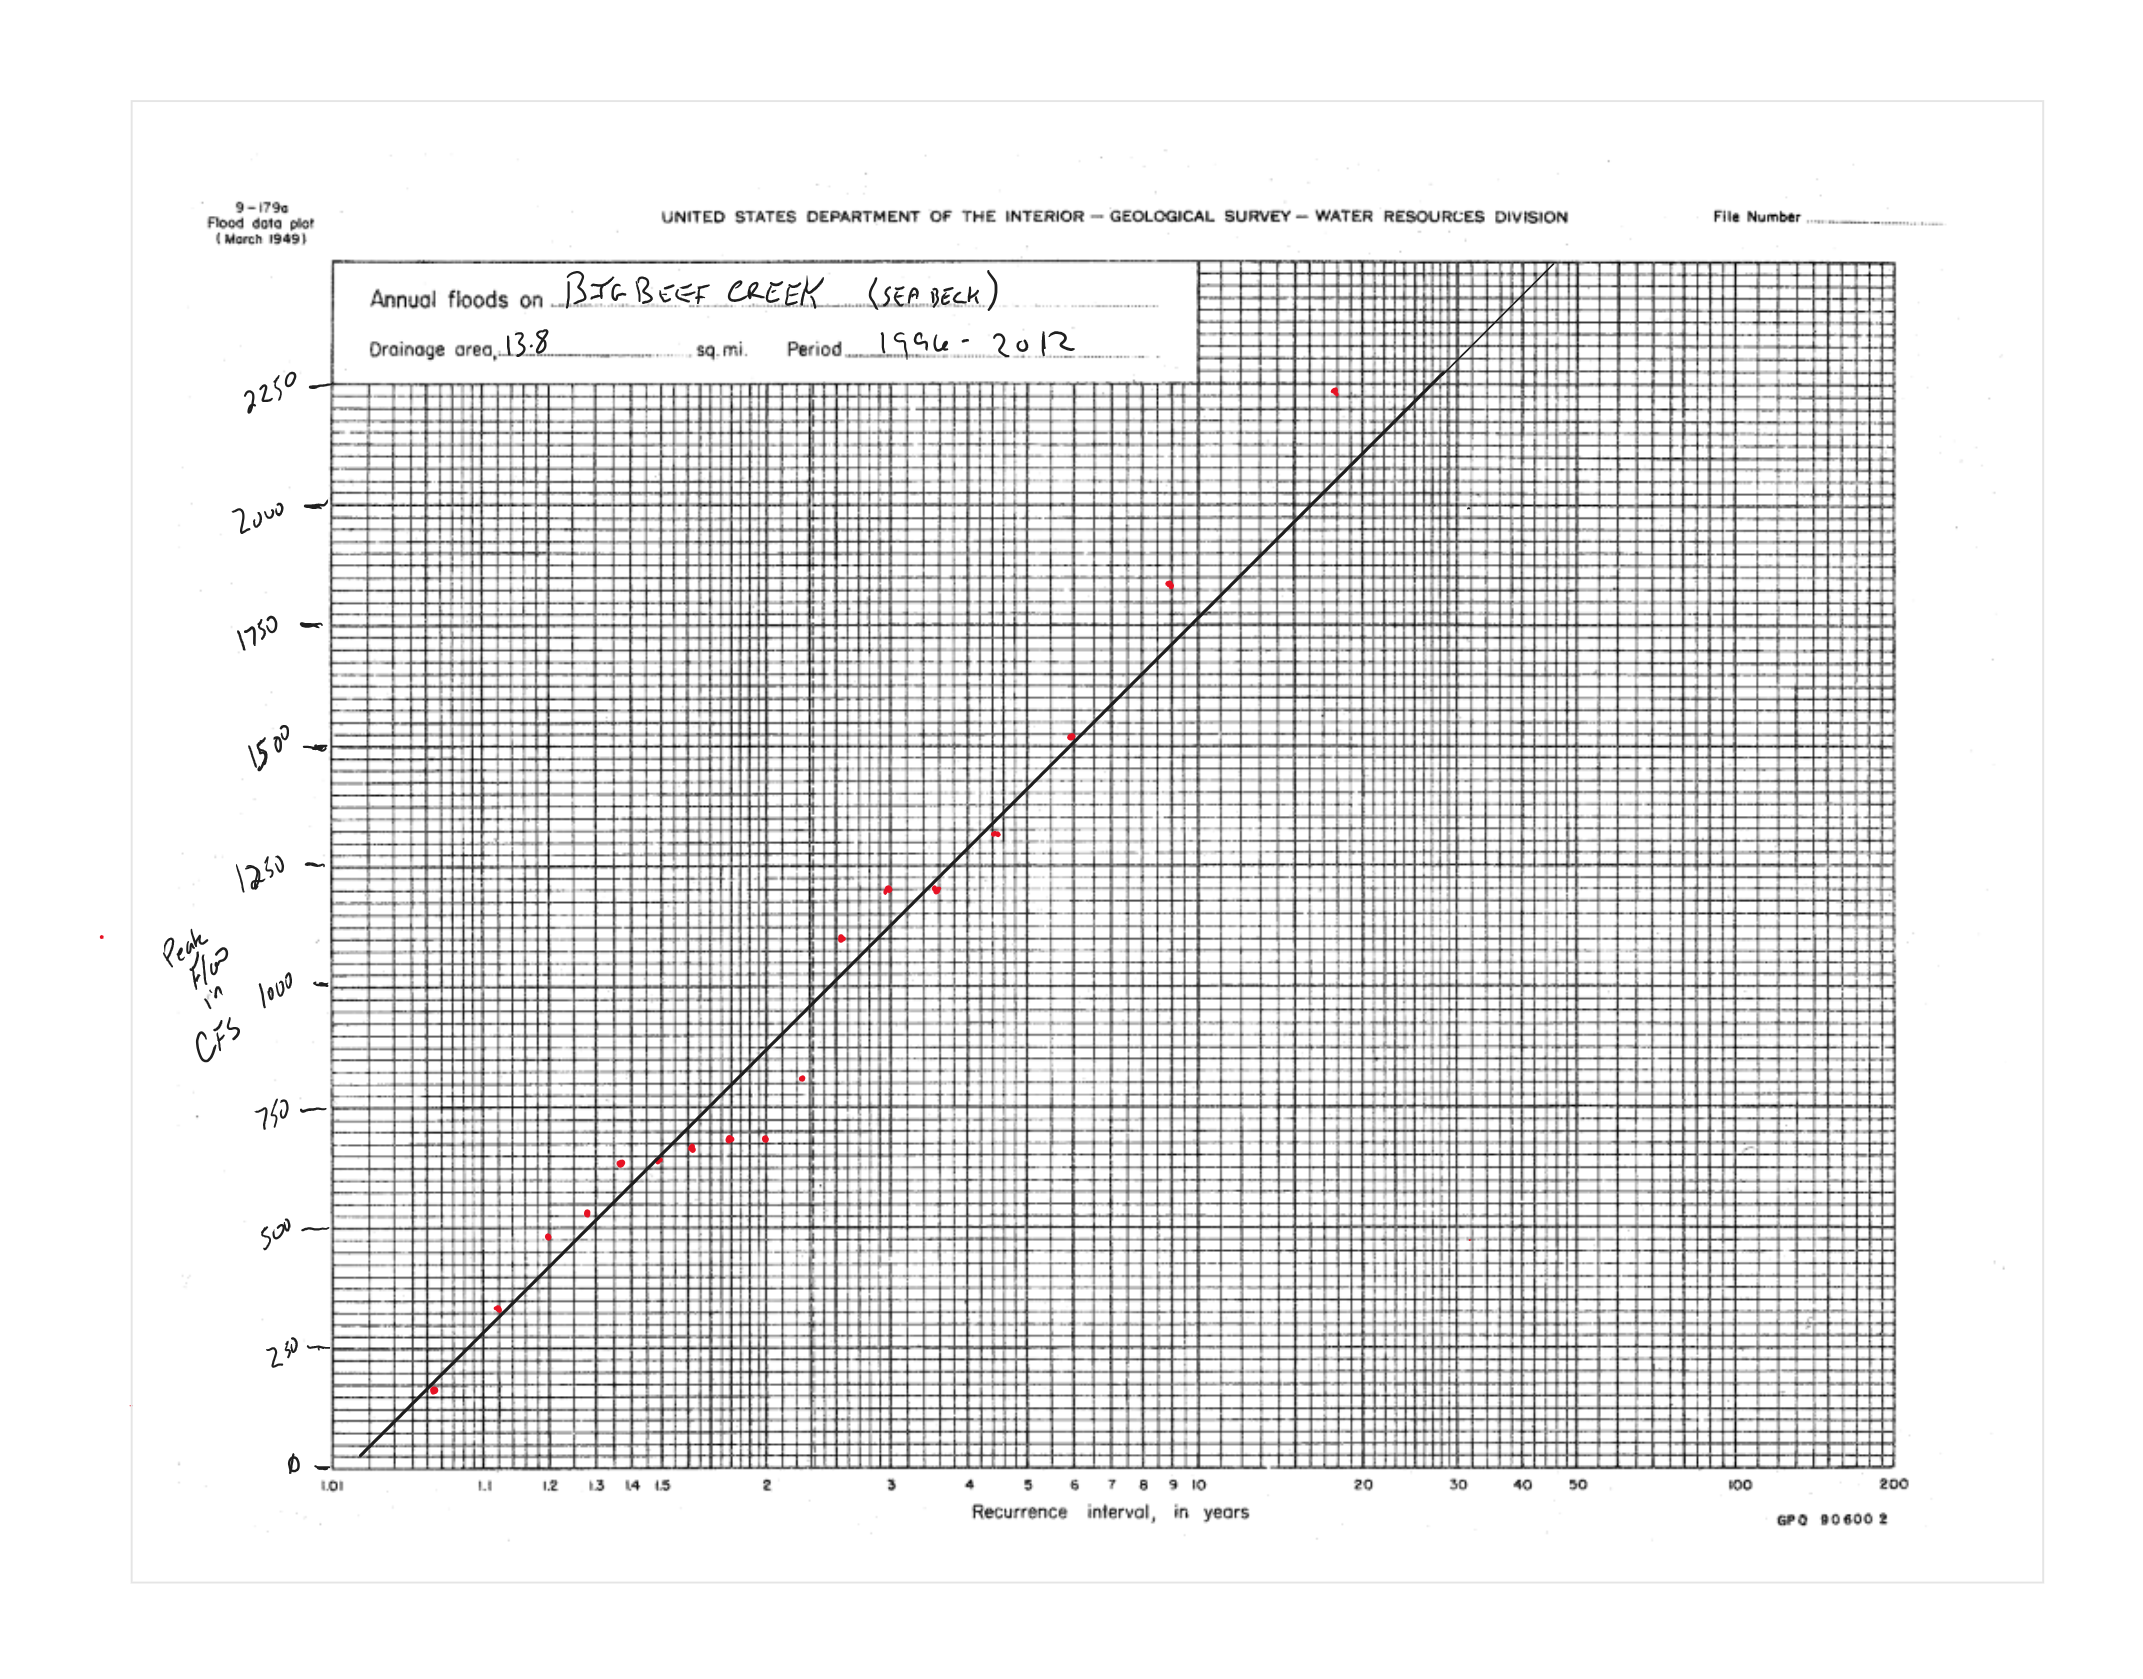 9-179a
Flood data plot
(March 1949)
UNITED STATES DEPARTMENT OF THE INTERIOR — GEOLOGICAL SURVEY — WATER RESOURCES DIVISION
File Number
Annual floods on BIG BEEF CREEK (SEABECK)
Drainage area, 13.8 sq. mi. Period 1996 - 2012
2250
2000
1750
1500
1250
Peak
Flow
in
CFS
1000
750
500
250
0
1.01 1.1 1.2 1.3 1.4 1.5 2 3 4 5 6 7 8 9 10 20 30 40 50 100 200
Recurrence interval, in years
GPO 906002